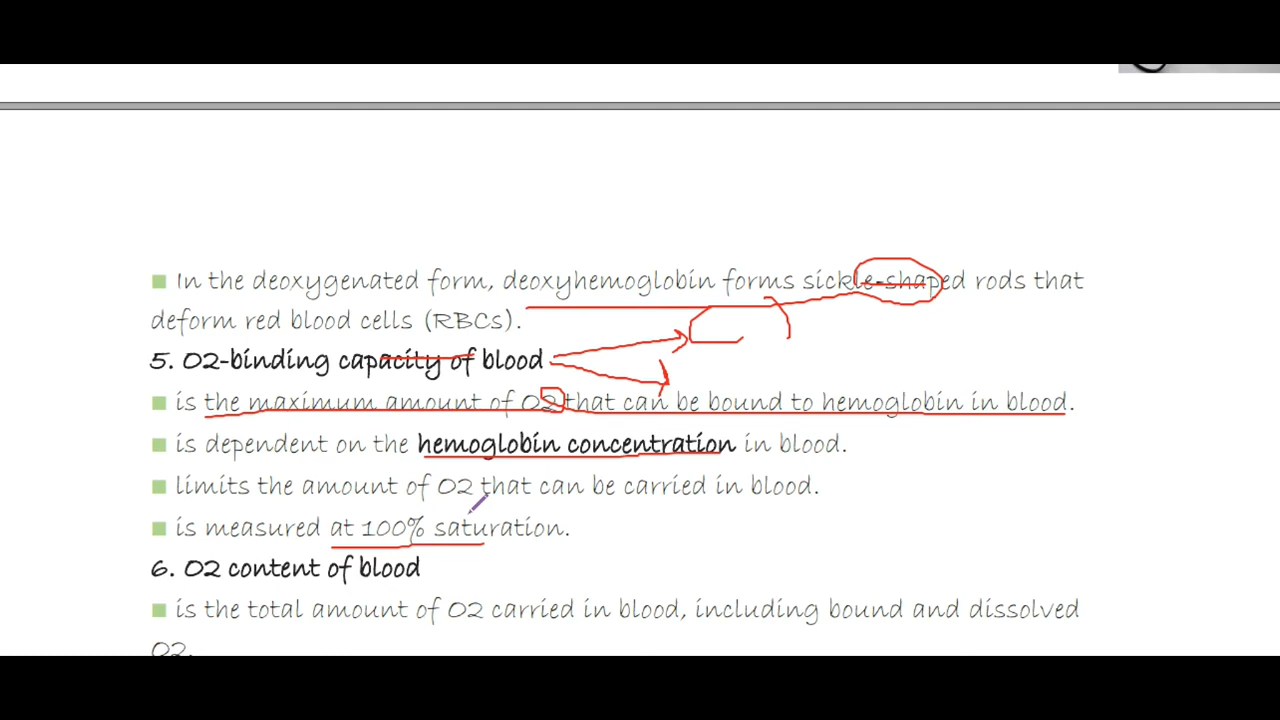 ■ In the deoxygenated form, deoxyhemoglobin forms sickle-shaped rods that
deform red blood cells (RBCs).
5. O2-binding capacity of blood
■ is the maximum amount of O2 that can be bound to hemoglobin in blood.
■ is dependent on the hemoglobin concentration in blood.
■ limits the amount of O2 that can be carried in blood.
■ is measured at 100% saturation.
6. O2 content of blood
■ is the total amount of O2 carried in blood, including bound and dissolved
O2.